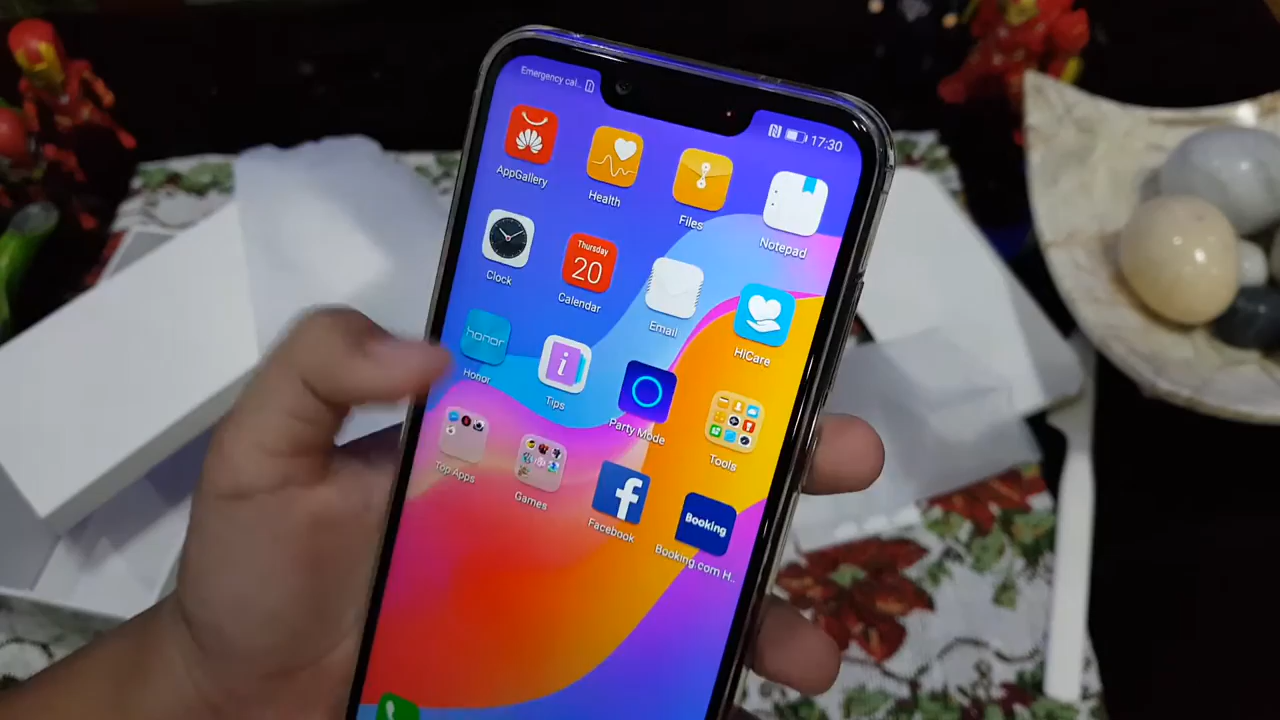 Emergency cal..
17:30
AppGallery
Health
Files
Notepad
Clock
Thursday
20
Calendar
Email
HiCare
honor
Honor
Tips
Party Mode
Tools
Top Apps
Games
Facebook
Booking
Booking.com H..